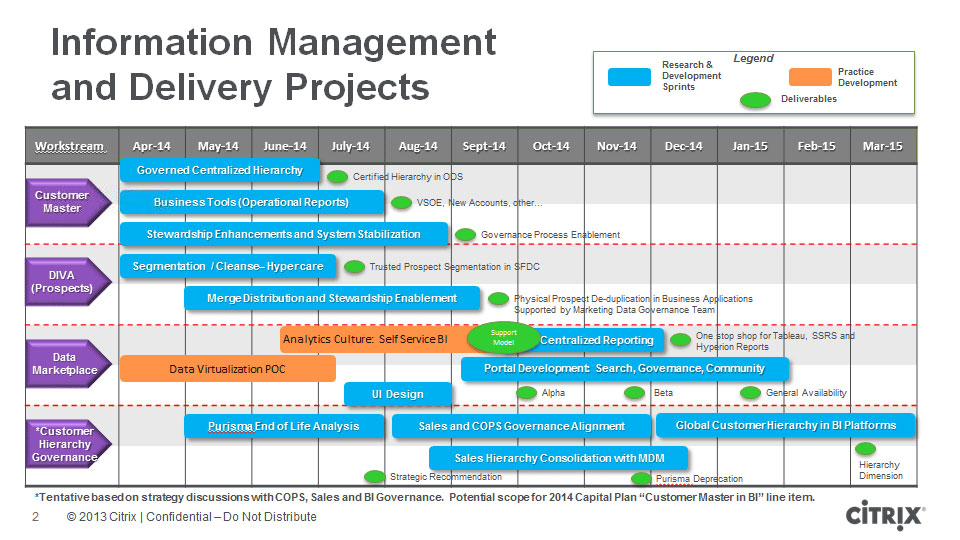 Information Management
and Delivery Projects
Legend
Research &
Development
Sprints
Practice
Development
Deliverables
Workstream Apr-14 May-14 June-14 July-14 Aug-14 Sept-14 Oct-14 Nov-14 Dec-14 Jan-15 Feb-15 Mar-15
Customer
Master
Governed Centralized Hierarchy
Certified Hierarchy in ODS
Business Tools (Operational Reports)
VSOE, New Accounts, other...
Stewardship Enhancements and System Stabilization
Governance Process Enablement
DIVA
(Prospects)
Segmentation / Cleanse– Hypercare
Trusted Prospect Segmentation in SFDC
Merge Distribution and Stewardship Enablement
Physical Prospect De-duplication in Business Applications
Supported by Marketing Data Governance Team
Data
Marketplace
Analytics Culture: Self Service BI
Support
Model
Centralized Reporting
One stop shop for Tableau, SSRS and
Hyperion Reports
Data Virtualization POC
Portal Development: Search, Governance, Community
UI Design
Alpha
Beta
General Availability
*Customer
Hierarchy
Governance
Purisma End of Life Analysis
Sales and COPS Governance Alignment
Global Customer Hierarchy in BI Platforms
Sales Hierarchy Consolidation with MDM
Hierarchy
Dimension
Strategic Recommendation
Purisma Deprecation
*Tentative based on strategy discussions with COPS, Sales and BI Governance. Potential scope for 2014 Capital Plan “Customer Master in BI” line item.
2 © 2013 Citrix | Confidential – Do Not Distribute
CITRIX®